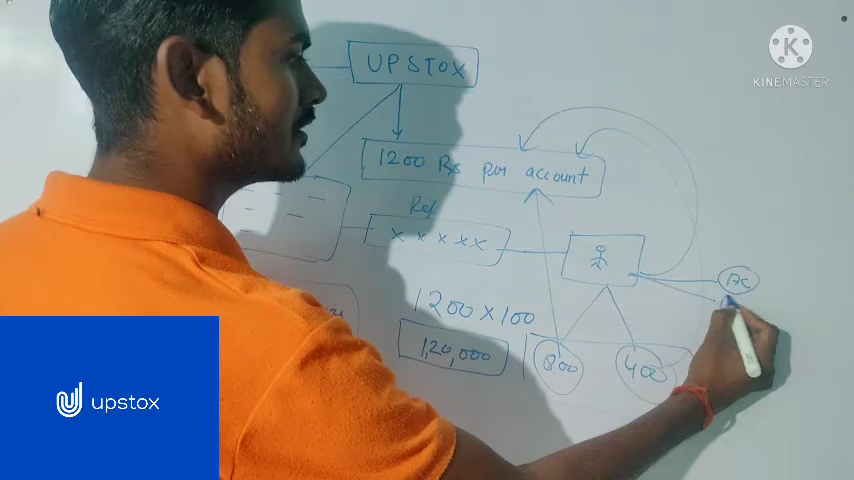 KINEMASTER
UPSTOX
1200 Rs per account
Ref
x x x x x
AC
1200 x 100
1,20,000
800
400
upstox